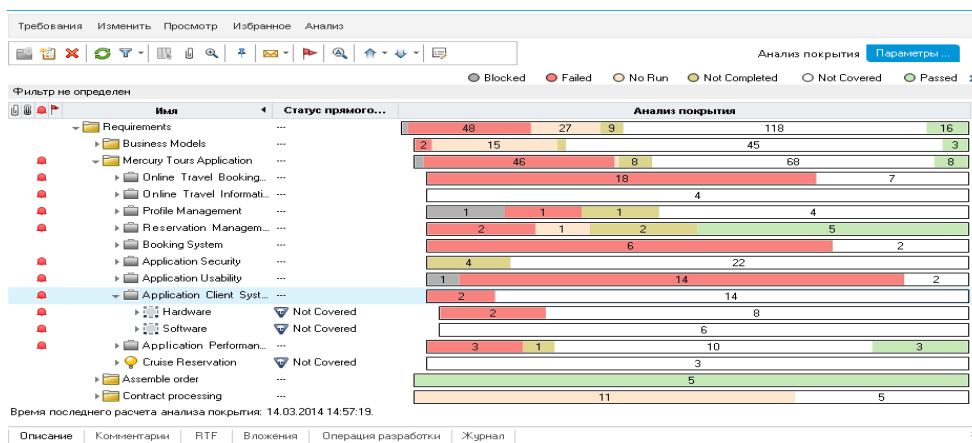 Требования Изменить Просмотр Избранное Анализ
Анализ покрытия Параметры ...
Blocked Failed No Run Not Completed Not Covered Passed
Фильтр не определен
Имя Статус прямого... Анализ покрытия
Requirements --- 48 27 9 118 16
Business Models --- 2 15 45 3
Mercury Tours Application --- 46 8 68 8
Online Travel Booking... --- 18 7
Online Travel Informati... --- 4
Profile Management --- 1 1 1 4
Reservation Managem... --- 2 1 2 5
Booking System --- 6 2
Application Security --- 4 22
Application Usability --- 1 14 2
Application Client Syst... --- 2 14
Hardware Not Covered 2 8
Software Not Covered 6
Application Performan... --- 3 1 10 3
Cruise Reservation Not Covered 3
Assemble order --- 5
Contract processing --- 11 5
Время последнего расчета анализа покрытия: 14.03.2014 14:57:19.
Описание Комментарии RTF Вложения Операция разработки Журнал